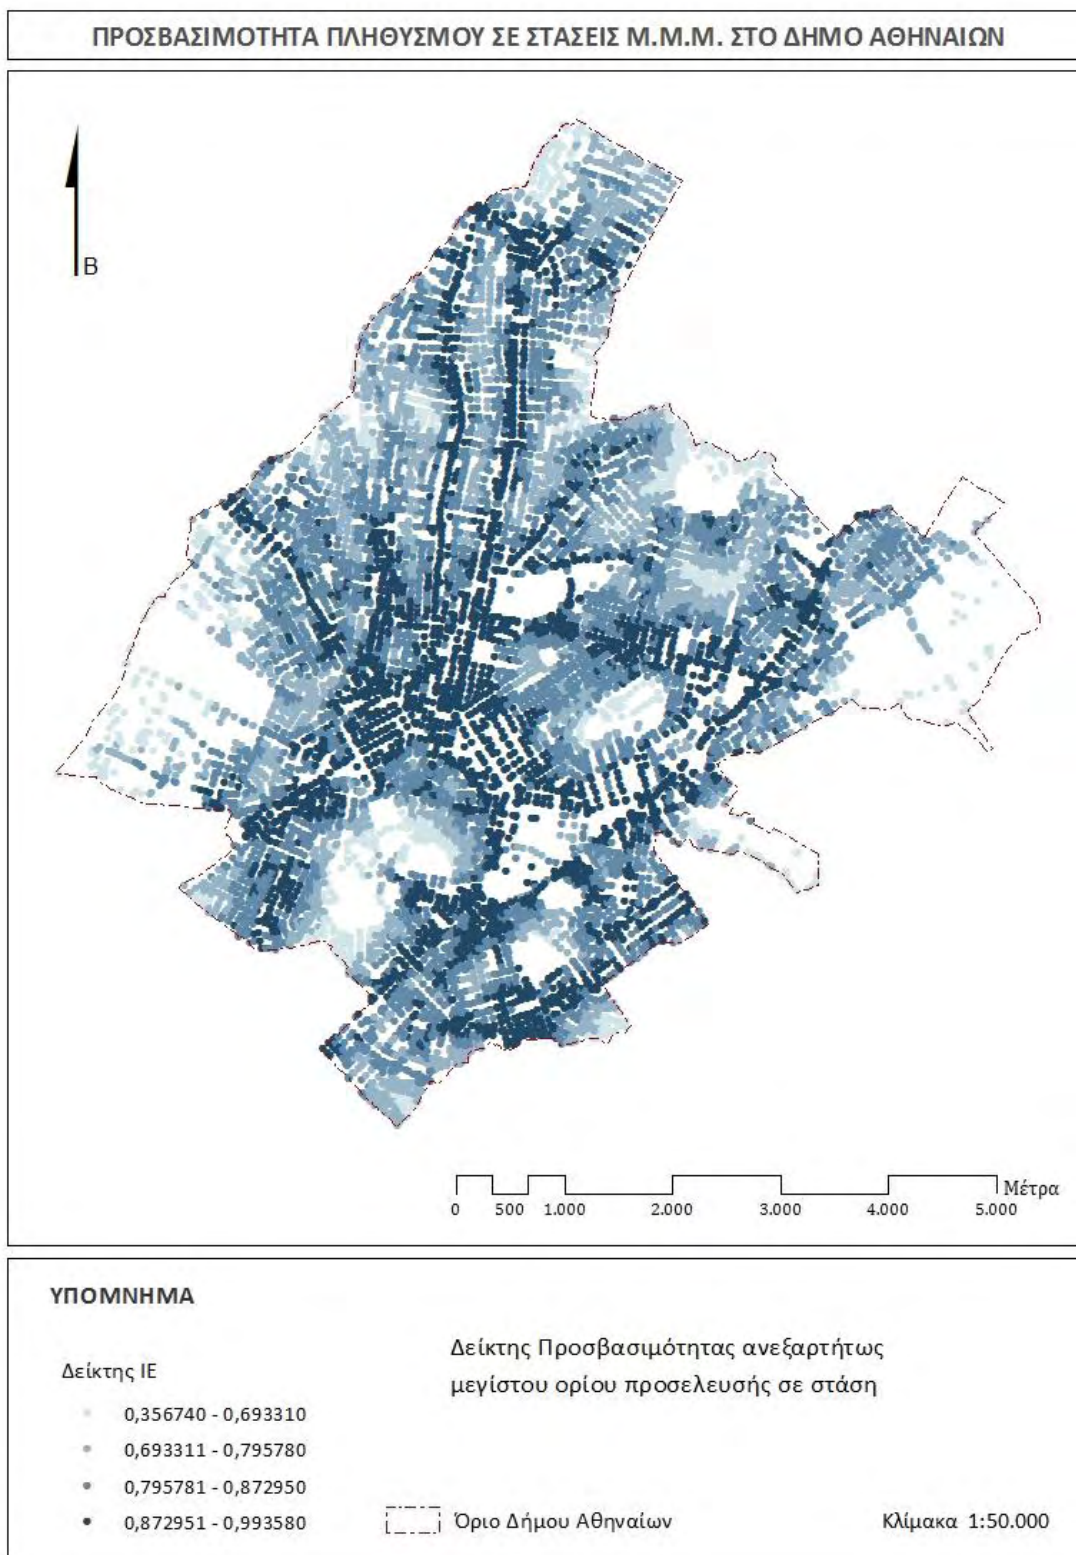 ΠΡΟΣΒΑΣΙΜΟΤΗΤΑ ΠΛΗΘΥΣΜΟΥ ΣΕ ΣΤΑΣΕΙΣ Μ.Μ.Μ. ΣΤΟ ΔΗΜΟ ΑΘΗΝΑΙΩΝ
Β
Μέτρα
0 500 1.000 2.000 3.000 4.000 5.000
ΥΠΟΜΝΗΜΑ
Δείκτης Προσβασιμότητας ανεξαρτήτως
μεγίστου ορίου προσελευσής σε στάση
Δείκτης ΙΕ
0,356740 - 0,693310
0,693311 - 0,795780
0,795781 - 0,872950
0,872951 - 0,993580
Όριο Δήμου Αθηναίων
Κλίμακα 1:50.000